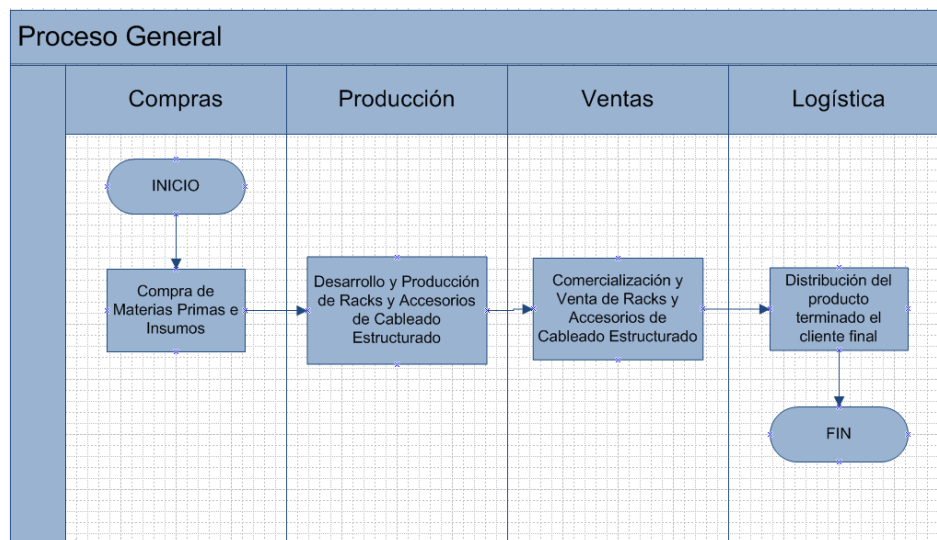 Proceso General
Compras
Producción
Ventas
Logística
INICIO
Compra de
Materias Primas e
Insumos
Desarrollo y Producción
de Racks y Accesorios
de Cableado
Estructurado
Comercialización y
Venta de Racks y
Accesorios de
Cableado Estructurado
Distribución del
producto
terminado el
cliente final
FIN